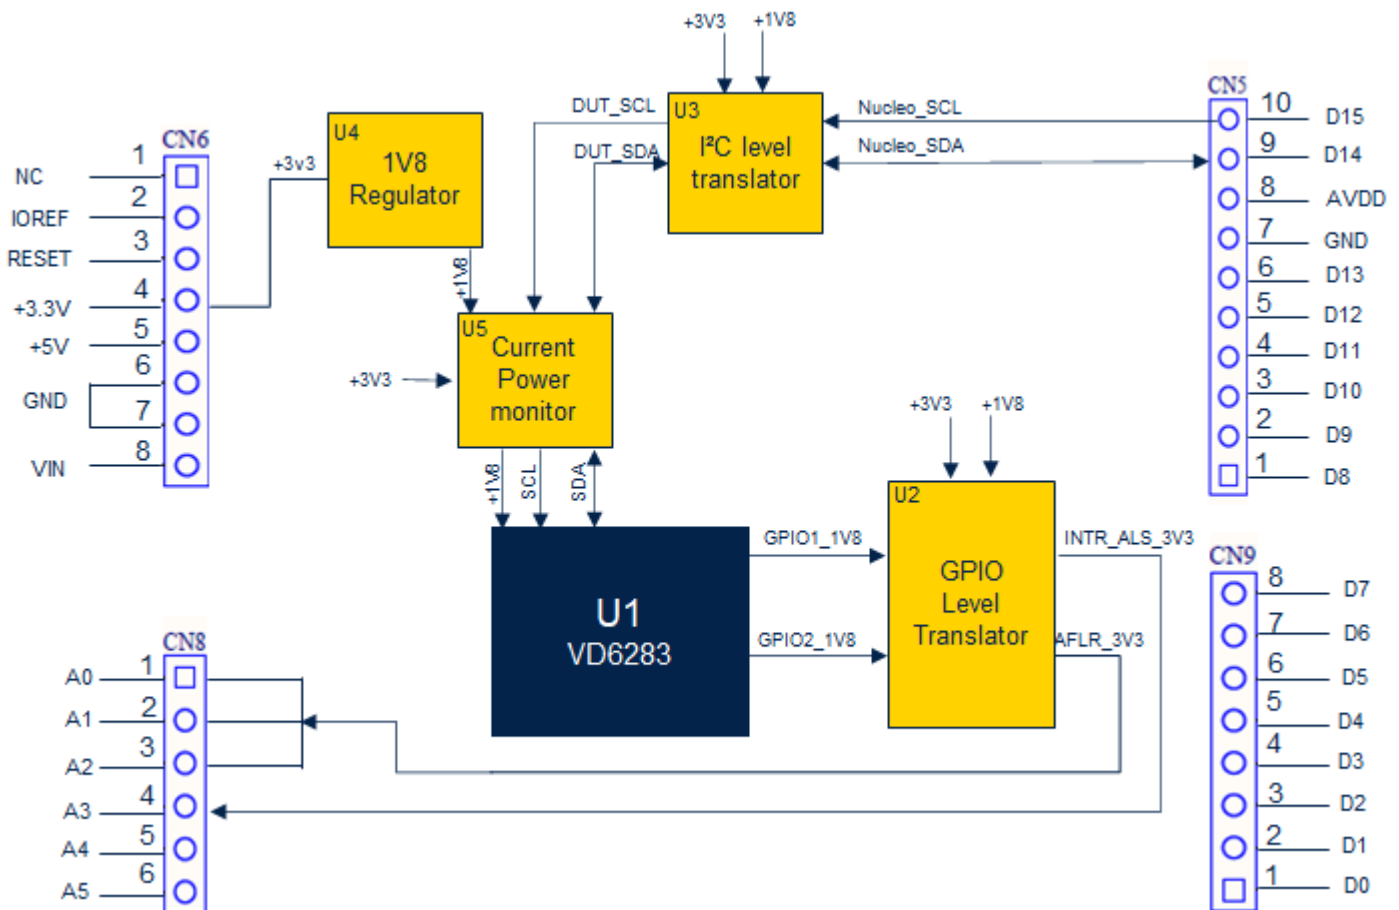 +3V3
+1V8
CN6
1
NC
2
IOREF
3
RESET
4
+3.3V
5
+5V
6
GND
7
8
VIN
+3v3
U4
1V8
Regulator
+1V8
DUT_SCL
DUT_SDA
U3
I²C level
translator
Nucleo_SCL
Nucleo_SDA
CN5
10
D15
9
D14
8
AVDD
7
GND
6
D13
5
D12
4
D11
3
D10
2
D9
1
D8
U5
Current
Power
monitor
+3V3
+1V8
SCL
SDA
U1
VD6283
GPIO1_1V8
GPIO2_1V8
+3V3
+1V8
U2
GPIO
Level
Translator
INTR_ALS_3V3
AFLR_3V3
CN8
1
A0
2
A1
3
A2
4
A3
5
A4
6
A5
CN9
8
D7
7
D6
6
D5
5
D4
4
D3
3
D2
2
D1
1
D0